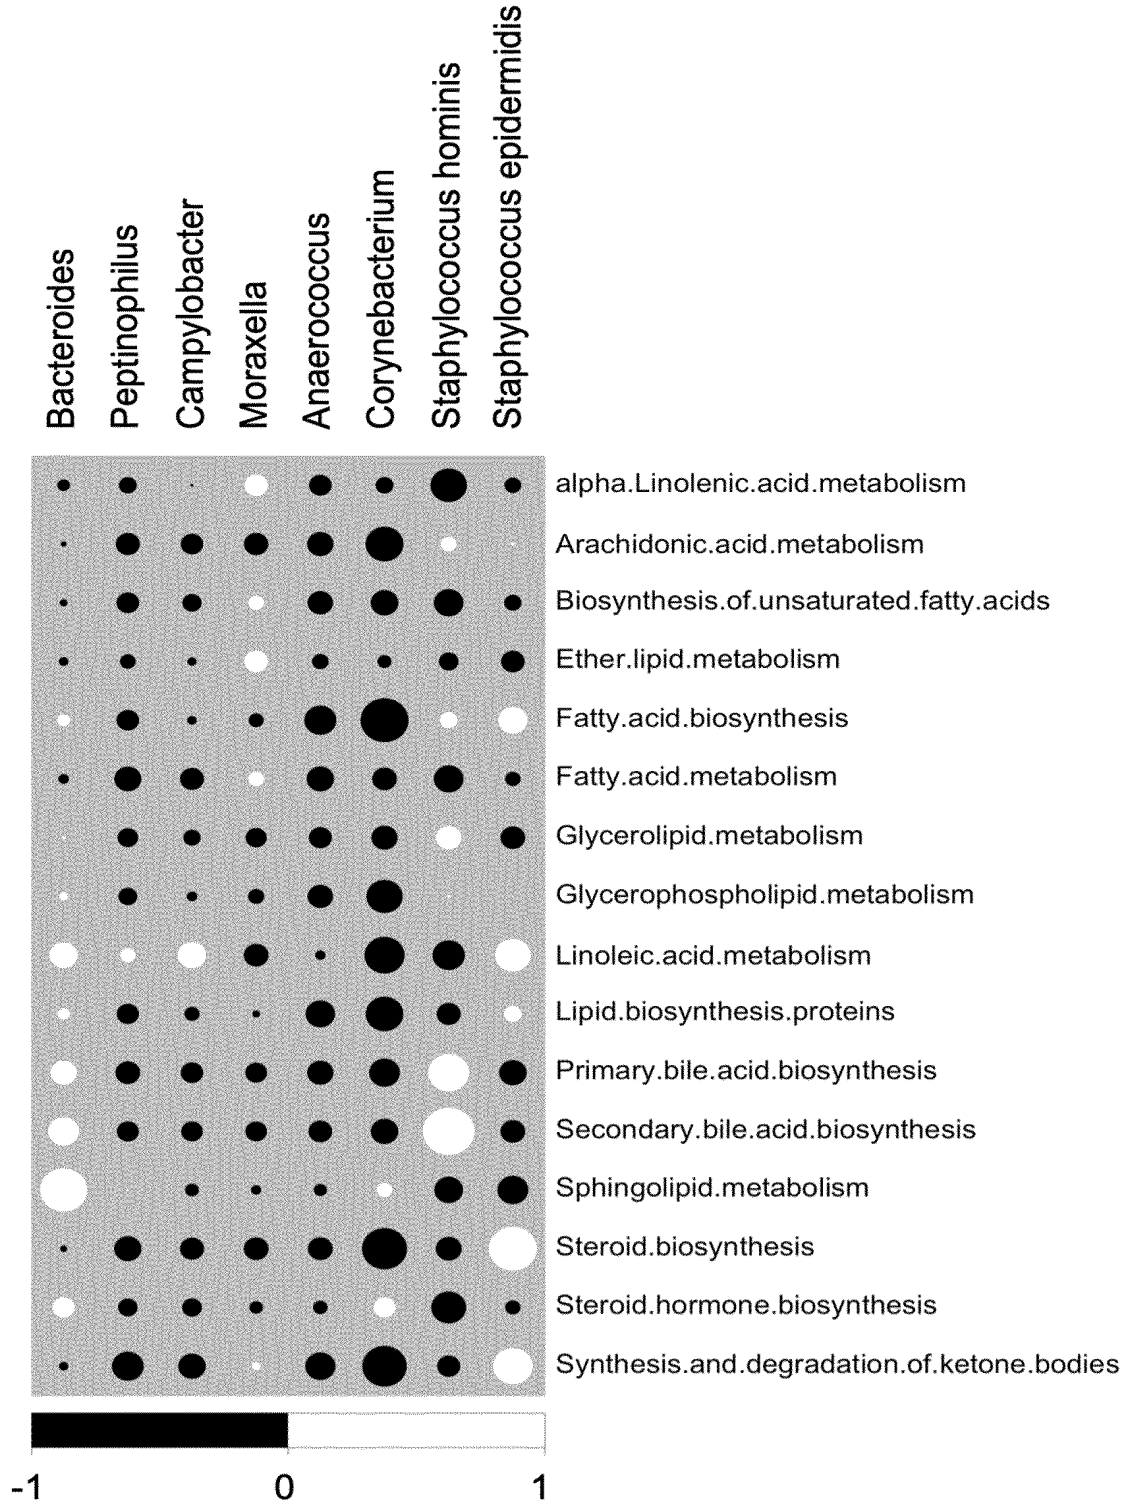 Bacteroides
Peptinophilus
Campylobacter
Moraxella
Anaerococcus
Corynebacterium
Staphylococcus hominis
Staphylococcus epidermidis
alpha.Linolenic.acid.metabolism
Arachidonic.acid.metabolism
Biosynthesis.of.unsaturated.fatty.acids
Ether.lipid.metabolism
Fatty.acid.biosynthesis
Fatty.acid.metabolism
Glycerolipid.metabolism
Glycerophospholipid.metabolism
Linoleic.acid.metabolism
Lipid.biosynthesis.proteins
Primary.bile.acid.biosynthesis
Secondary.bile.acid.biosynthesis
Sphingolipid.metabolism
Steroid.biosynthesis
Steroid.hormone.biosynthesis
Synthesis.and.degradation.of.ketone.bodies
-1 0 1